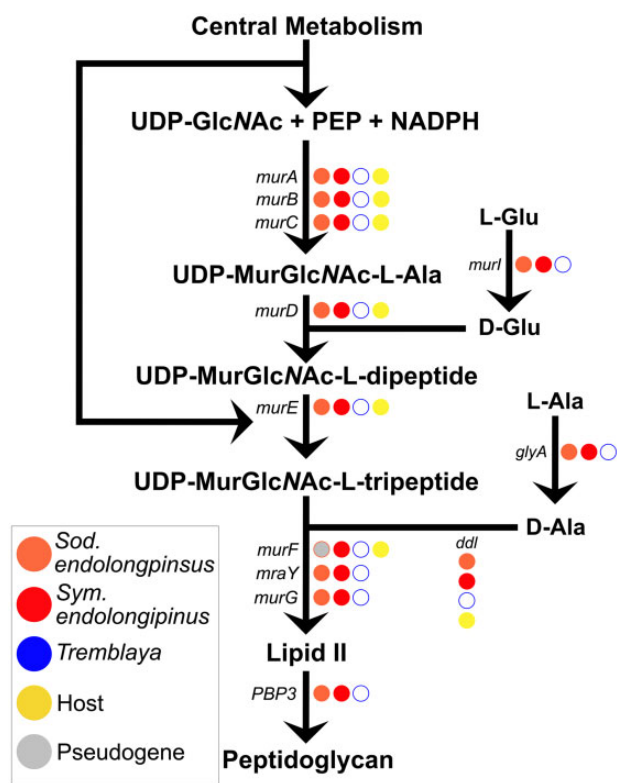 Central Metabolism
UDP-GlcNAc + PEP + NADPH
murA
murB
murC
L-Glu
murI
UDP-MurGlcNAc-L-Ala
murD
D-Glu
UDP-MurGlcNAc-L-dipeptide
murE
L-Ala
glyA
UDP-MurGlcNAc-L-tripeptide
D-Ala
murF
ddl
mraY
murG
Lipid II
PBP3
Peptidoglycan
Sod.
endolongpinsus
Sym.
endolongipinus
Tremblaya
Host
Pseudogene